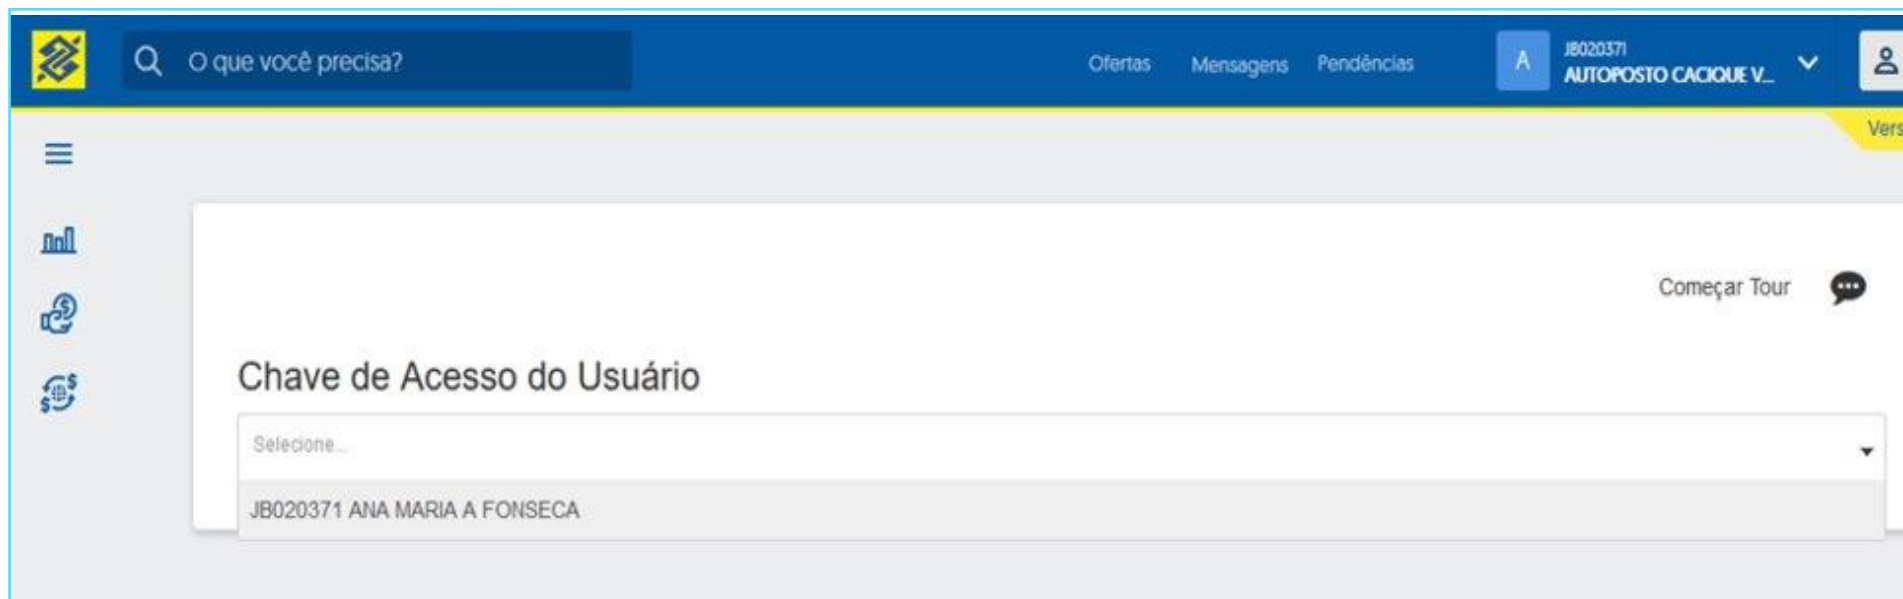 O que você precisa?
Ofertas Mensagens Pendências
A
JB020371
AUTOPOSTO CACIQUE V...
Vers
Começar Tour
Chave de Acesso do Usuário
Selecione...
JB020371 ANA MARIA A FONSECA